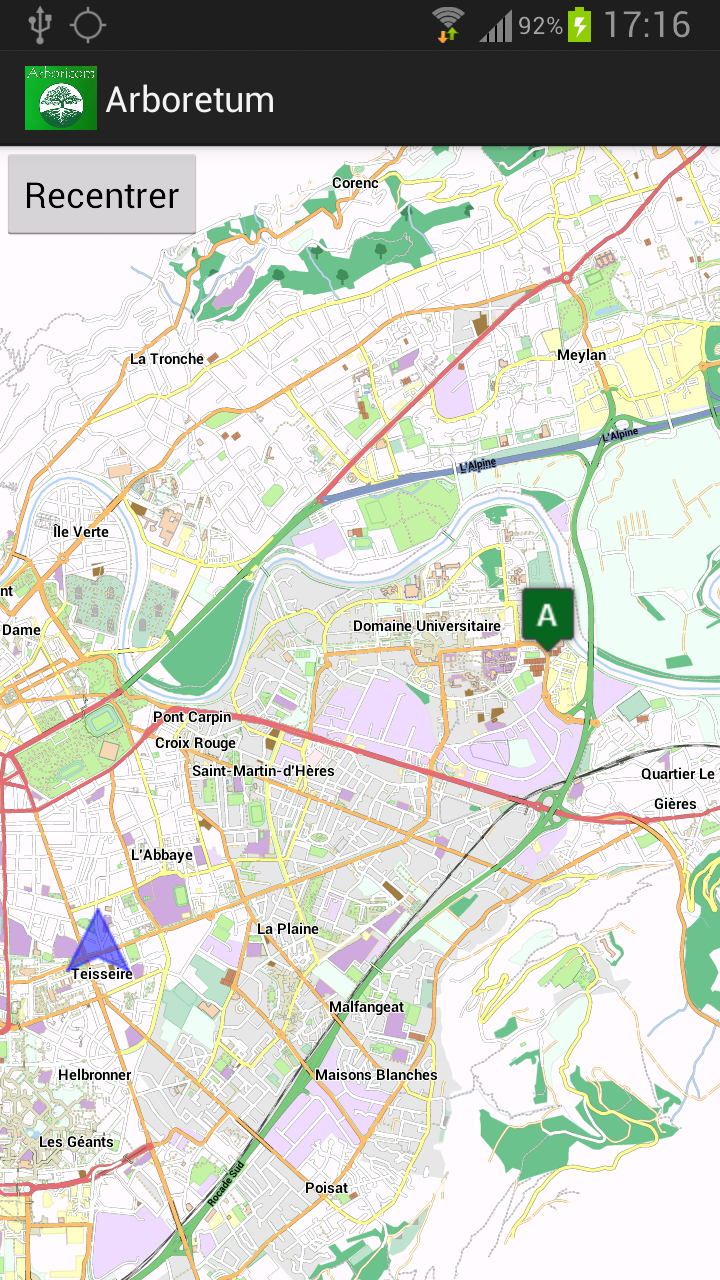 92%
17:16
Arboretum
Arboretum
Recentrer
Corenc
La Tronche
Meylan
L'Alpine
L'Alpine
Île Verte
nt
Dame
Domaine Universitaire
A
Pont Carpin
Croix Rouge
Saint-Martin-d'Hères
Quartier Le
Gières
L'Abbaye
La Plaine
Teisseire
Malfangeat
Helbronner
Maisons Blanches
Les Géants
Rocade Sud
Poisat